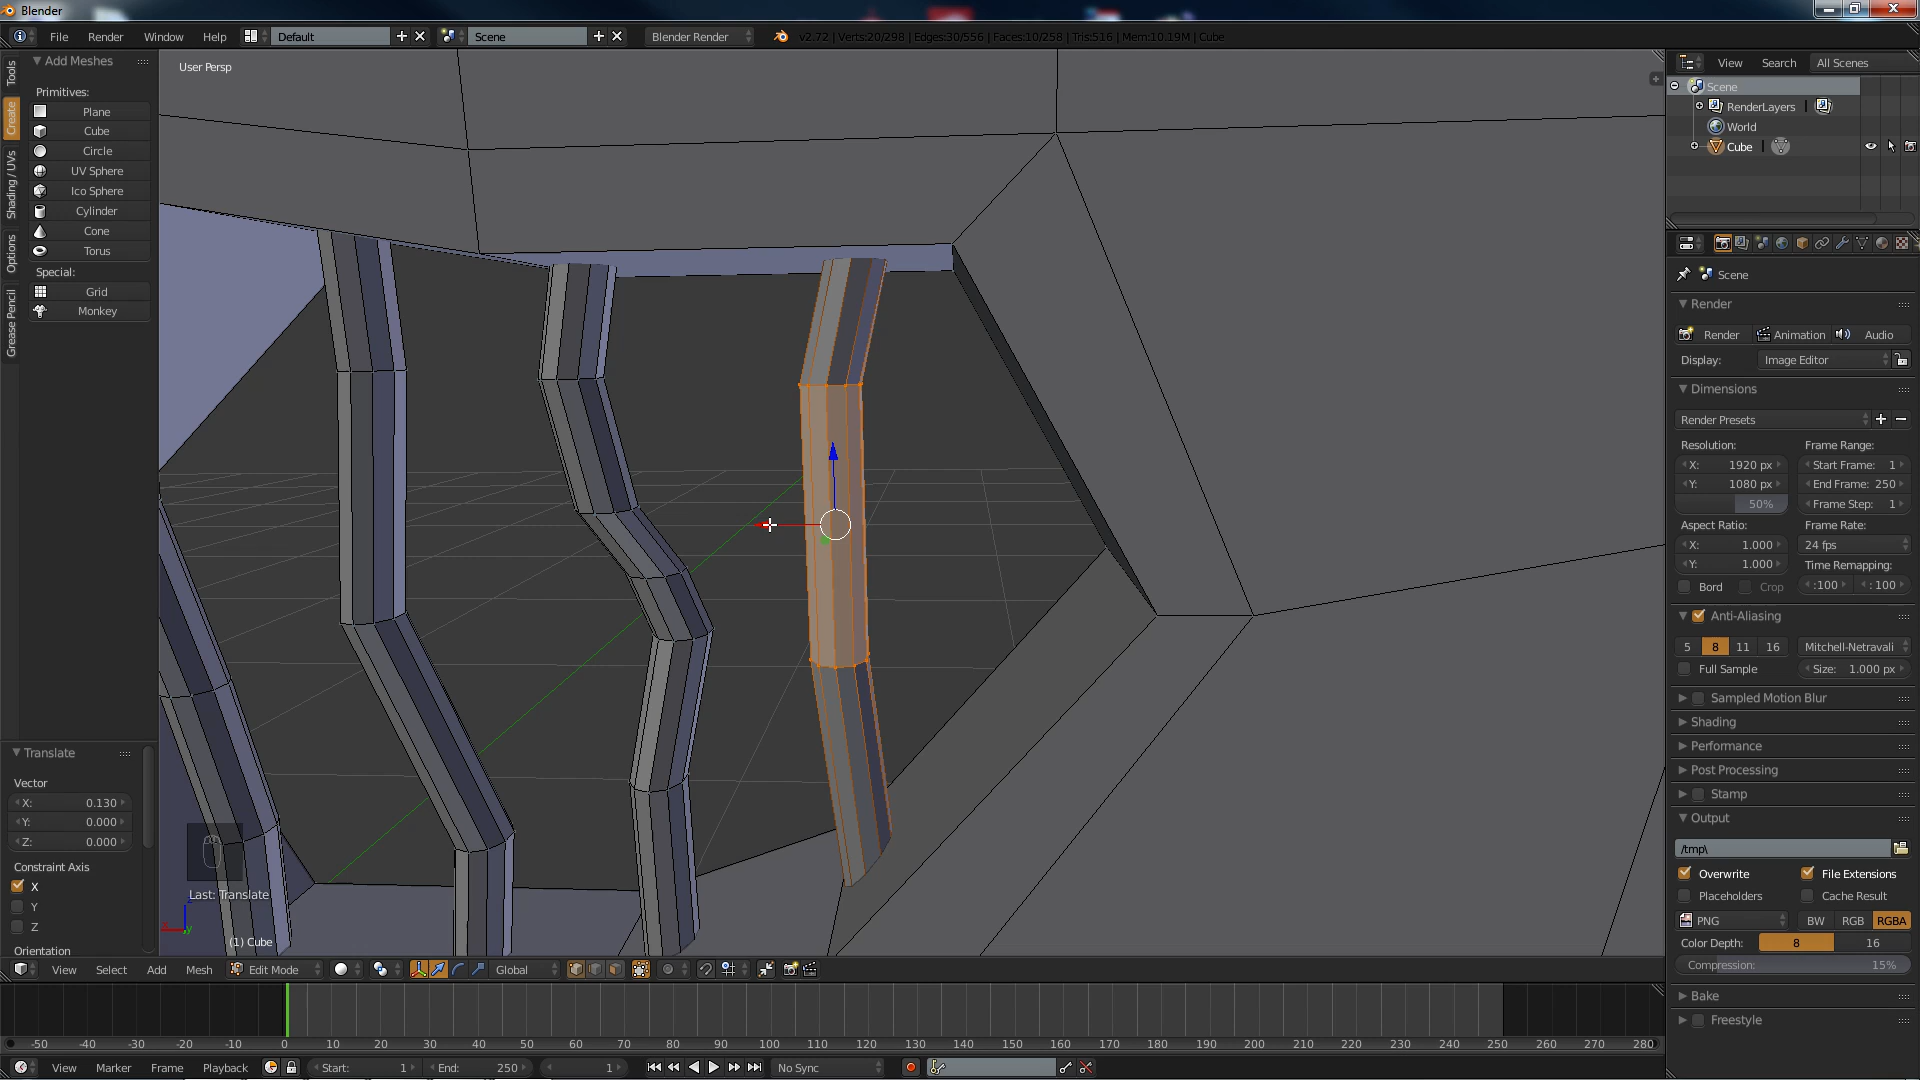 Blender
File Render Window Help Default Scene Blender Render v2.72 | Verts:20/298 | Edges:30/556 | Faces:10/258 | Tris:516 | Mem:10.19M | Cube
Tools
Create
Shading / UVs
Options
Grease Pencil
Add Meshes
Primitives:
Plane
Cube
Circle
UV Sphere
Ico Sphere
Cylinder
Cone
Torus
Special:
Grid
Monkey
Translate
Vector
X: 0.130
Y: 0.000
Z: 0.000
Constraint Axis
X
Y
Z
Orientation
User Persp
Last: Translate
(1) Cube
View Select Add Mesh Edit Mode Global
-50 -40 -30 -20 -10 0 10 20 30 40 50 60 70 80 90 100 110 120 130 140 150 160 170 180 190 200 210 220 230 240 250 260 270 280
View Marker Frame Playback Start: 1 End: 250 1 No Sync
View Search All Scenes
Scene
RenderLayers
World
Cube
Scene
Render
Render Animation Audio
Display: Image Editor
Dimensions
Render Presets
Resolution: Frame Range:
X: 1920 px Start Frame: 1
Y: 1080 px End Frame: 250
50% Frame Step: 1
Aspect Ratio: Frame Rate:
X: 1.000 24 fps
Y: 1.000 Time Remapping:
Bord Crop :100 : 100
Anti-Aliasing
5 8 11 16 Mitchell-Netravali
Full Sample Size: 1.000 px
Sampled Motion Blur
Shading
Performance
Post Processing
Stamp
Output
/tmp\
Overwrite File Extensions
Placeholders Cache Result
PNG BW RGB RGBA
Color Depth: 8 16
Compression: 15%
Bake
Freestyle